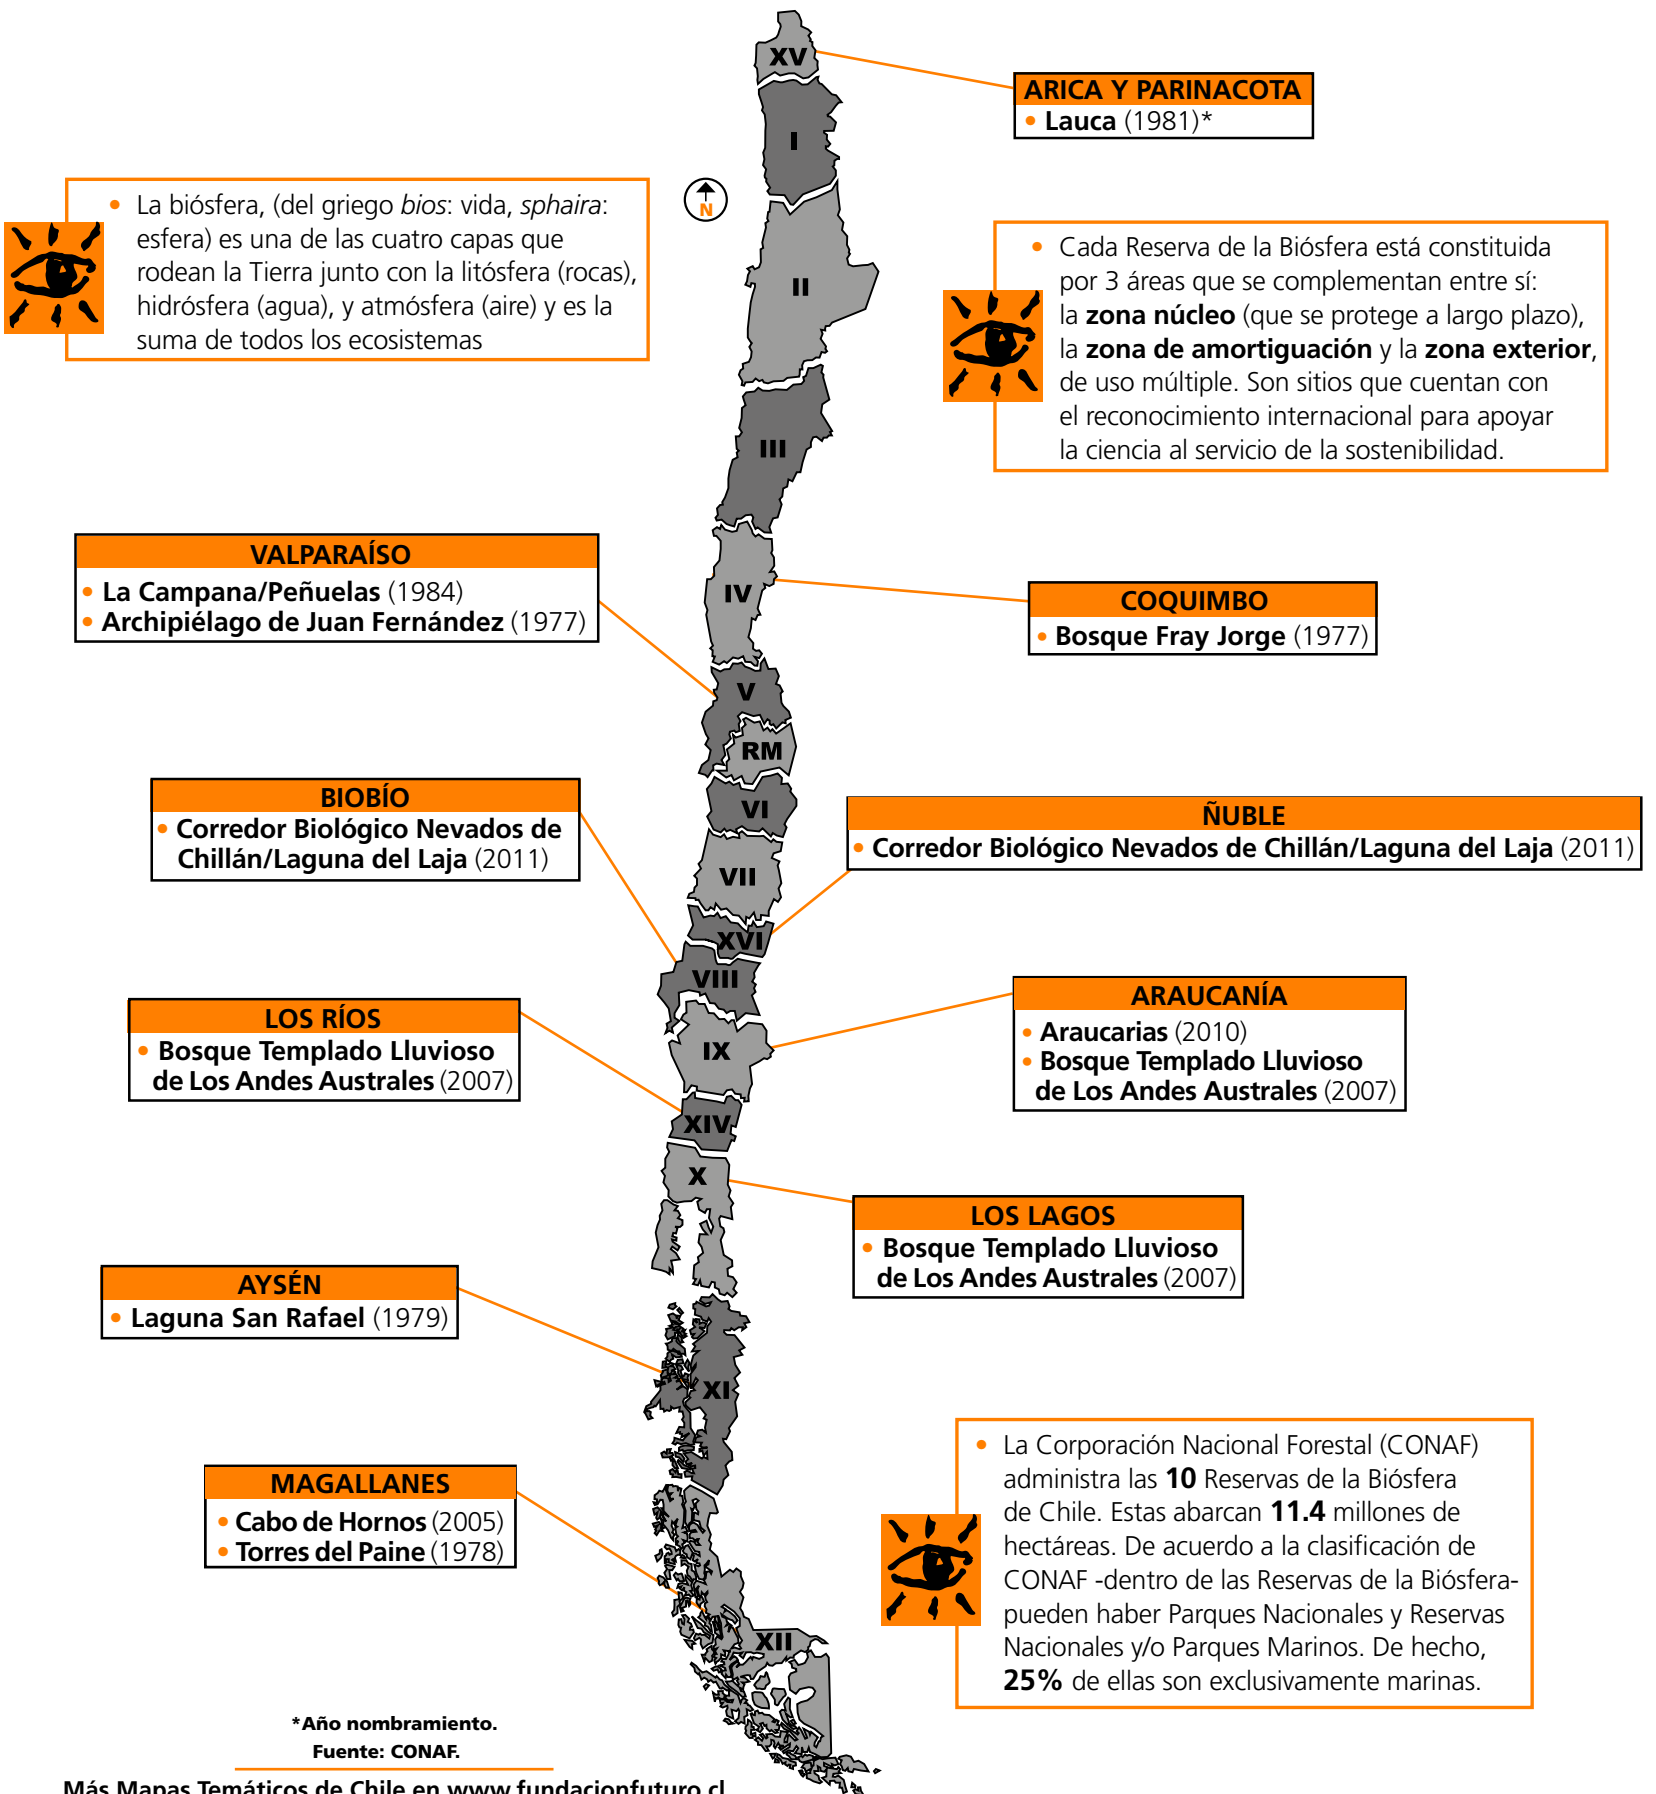 XV
ARICA Y PARINACOTA
• Lauca (1981)*
I
• La biósfera, (del griego bios: vida, sphaira:
esfera) es una de las cuatro capas que
rodean la Tierra junto con la litósfera (rocas),
hidrósfera (agua), y atmósfera (aire) y es la
suma de todos los ecosistemas
N
• Cada Reserva de la Biósfera está constituida
por 3 áreas que se complementan entre sí:
la zona núcleo (que se protege a largo plazo),
la zona de amortiguación y la zona exterior,
de uso múltiple. Son sitios que cuentan con
el reconocimiento internacional para apoyar
la ciencia al servicio de la sostenibilidad.
II
III
VALPARAÍSO
• La Campana/Peñuelas (1984)
• Archipiélago de Juan Fernández (1977)
IV
COQUIMBO
• Bosque Fray Jorge (1977)
V
RM
BIOBÍO
• Corredor Biológico Nevados de
Chillán/Laguna del Laja (2011)
VI
ÑUBLE
• Corredor Biológico Nevados de Chillán/Laguna del Laja (2011)
VII
XVI
VIII
LOS RÍOS
• Bosque Templado Lluvioso
de Los Andes Australes (2007)
ARAUCANÍA
• Araucarias (2010)
• Bosque Templado Lluvioso
de Los Andes Australes (2007)
IX
XIV
X
LOS LAGOS
• Bosque Templado Lluvioso
de Los Andes Australes (2007)
AYSÉN
• Laguna San Rafael (1979)
XI
MAGALLANES
• Cabo de Hornos (2005)
• Torres del Paine (1978)
• La Corporación Nacional Forestal (CONAF)
administra las 10 Reservas de la Biósfera
de Chile. Estas abarcan 11.4 millones de
hectáreas. De acuerdo a la clasificación de
CONAF -dentro de las Reservas de la Biósfera-
pueden haber Parques Nacionales y Reservas
Nacionales y/o Parques Marinos. De hecho,
25% de ellas son exclusivamente marinas.
XII
*Año nombramiento.
Fuente: CONAF.
Más Mapas Temáticos de Chile en www.fundacionfuturo.cl